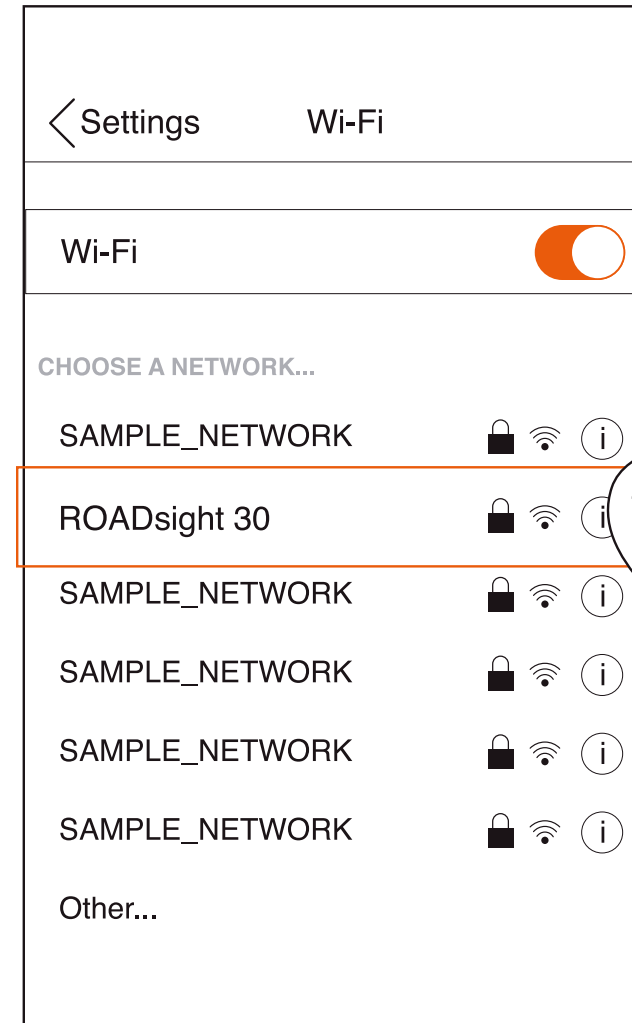 Settings Wi-Fi
Wi-Fi
CHOOSE A NETWORK...
SAMPLE_NETWORK i
ROADsight 30 i
SAMPLE_NETWORK i
SAMPLE_NETWORK i
SAMPLE_NETWORK i
SAMPLE_NETWORK i
Other...